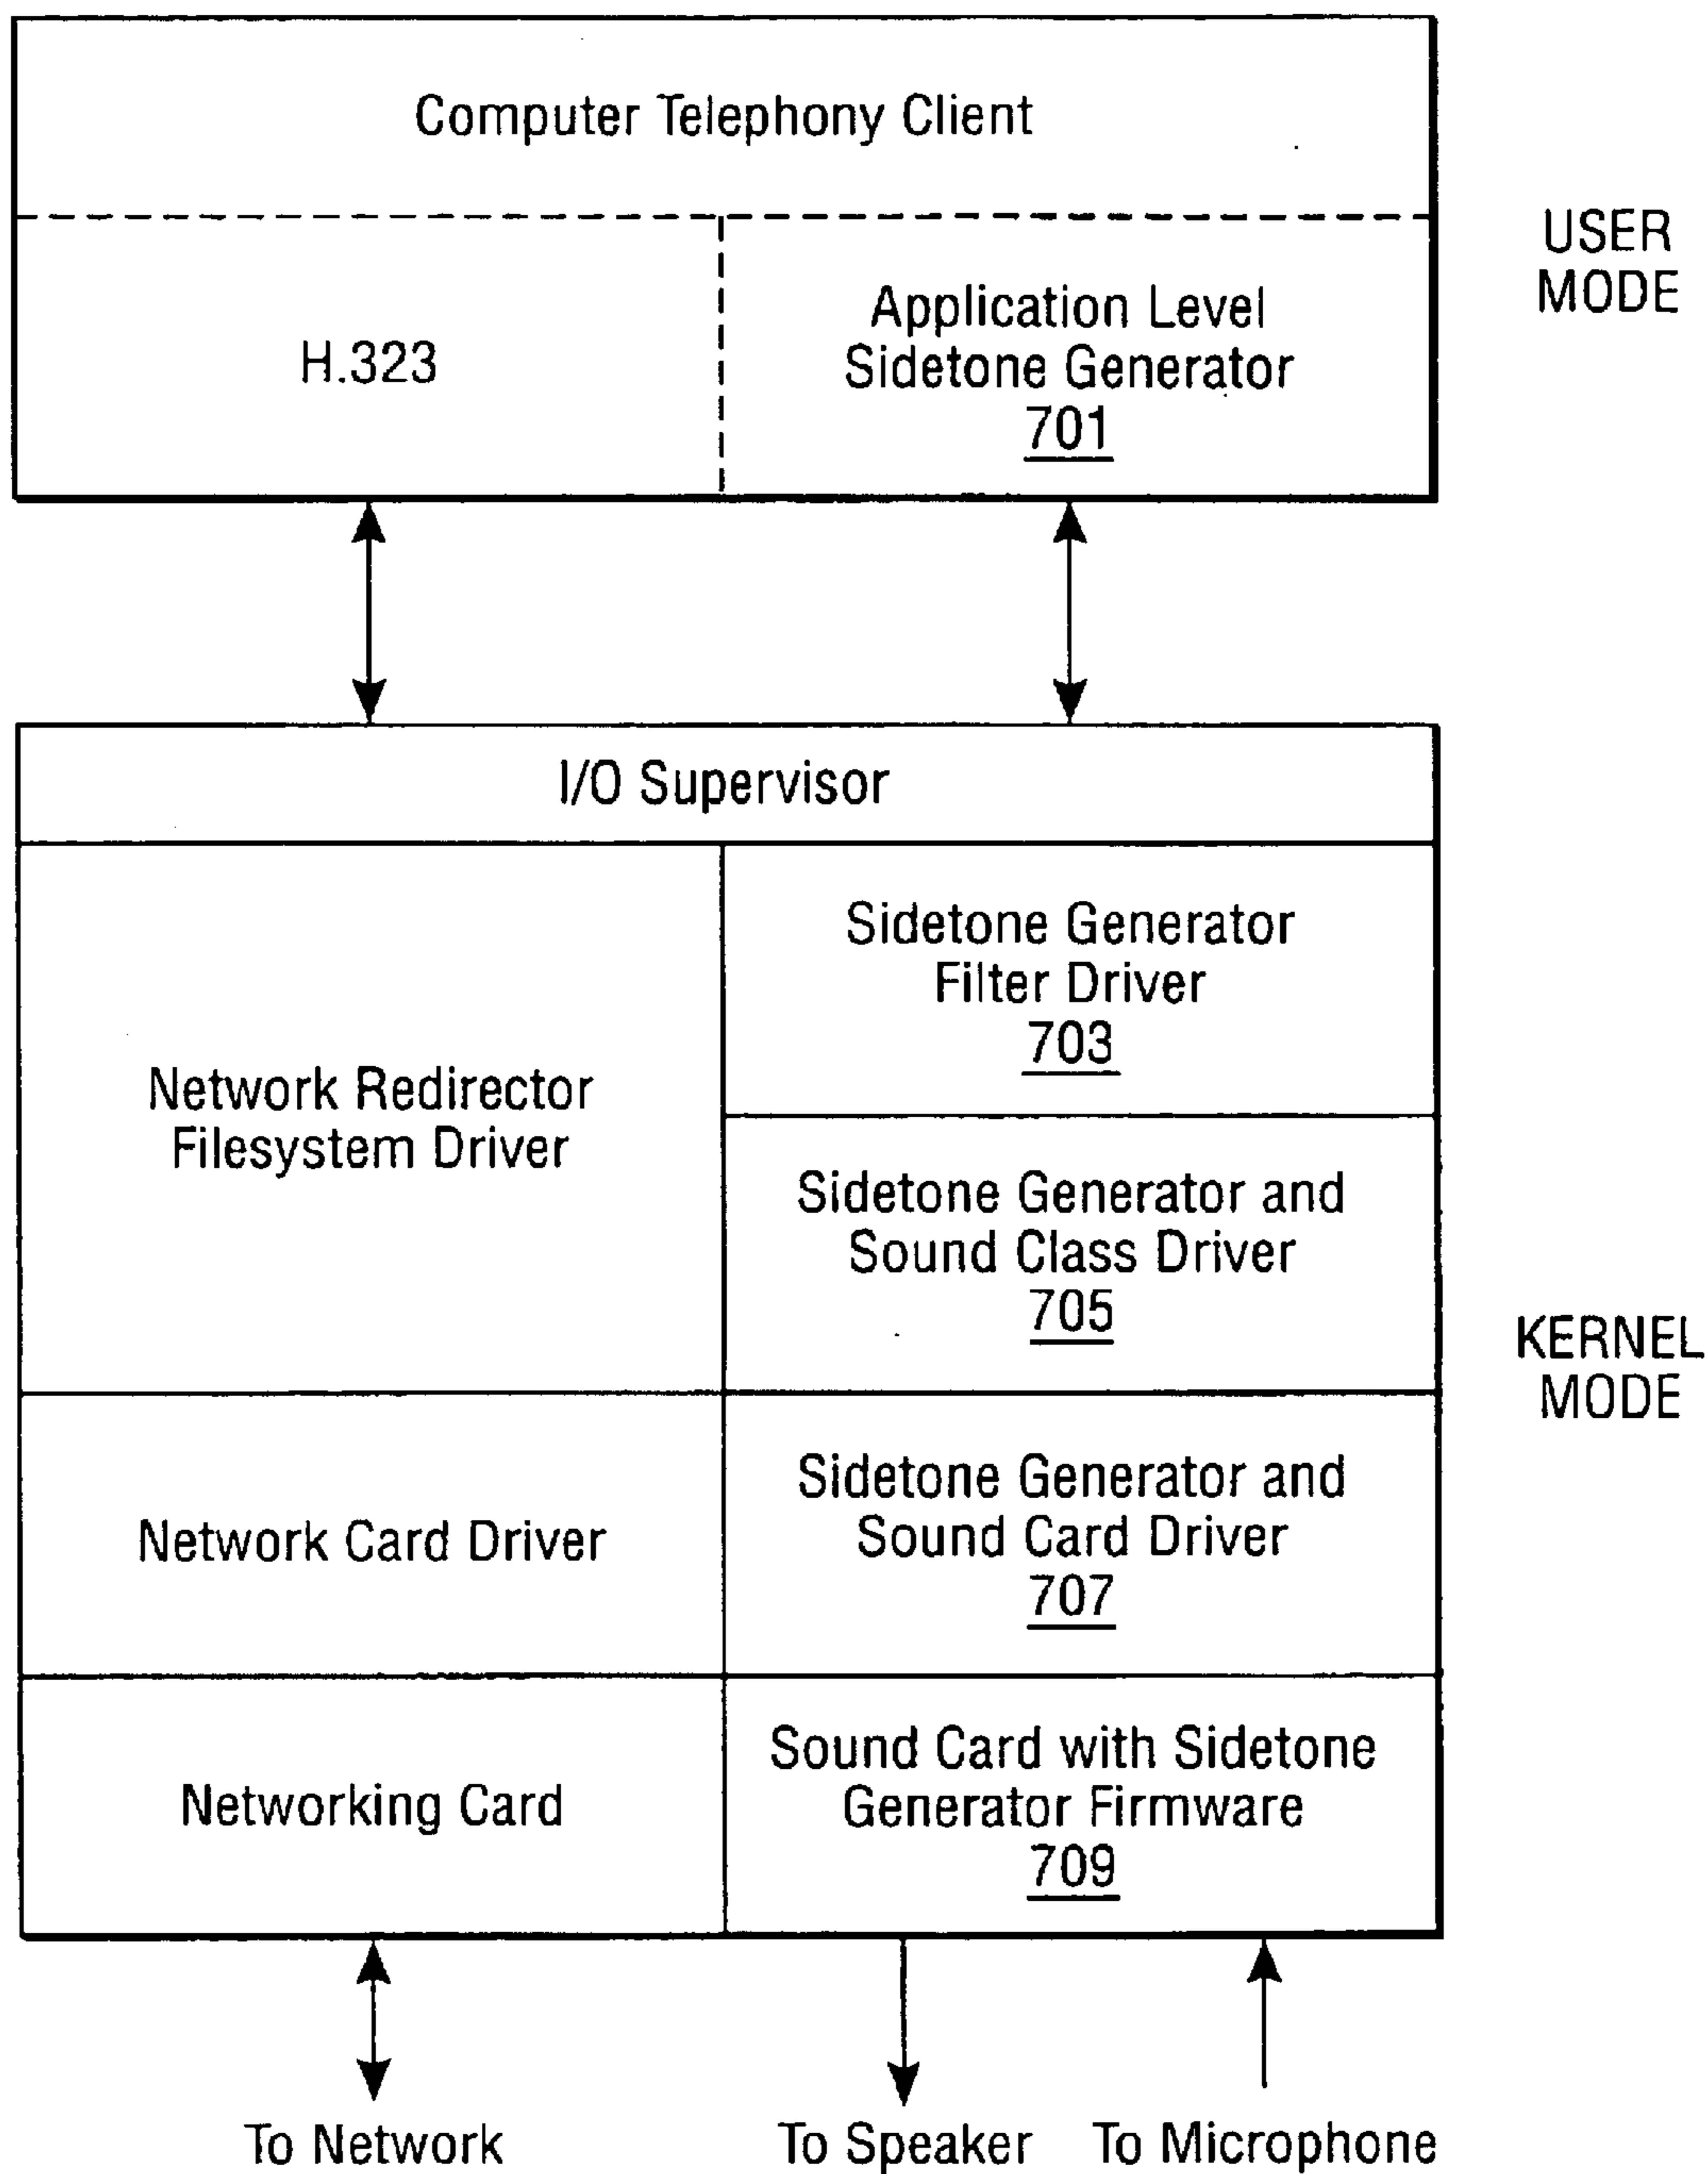 Computer Telephony Client
H.323
Application Level
Sidetone Generator
701
USER
MODE
I/O Supervisor
Network Redirector
Filesystem Driver
Sidetone Generator
Filter Driver
703
Sidetone Generator and
Sound Class Driver
705
KERNEL
MODE
Network Card Driver
Sidetone Generator and
Sound Card Driver
707
Networking Card
Sound Card with Sidetone
Generator Firmware
709
To Network
To Speaker
To Microphone